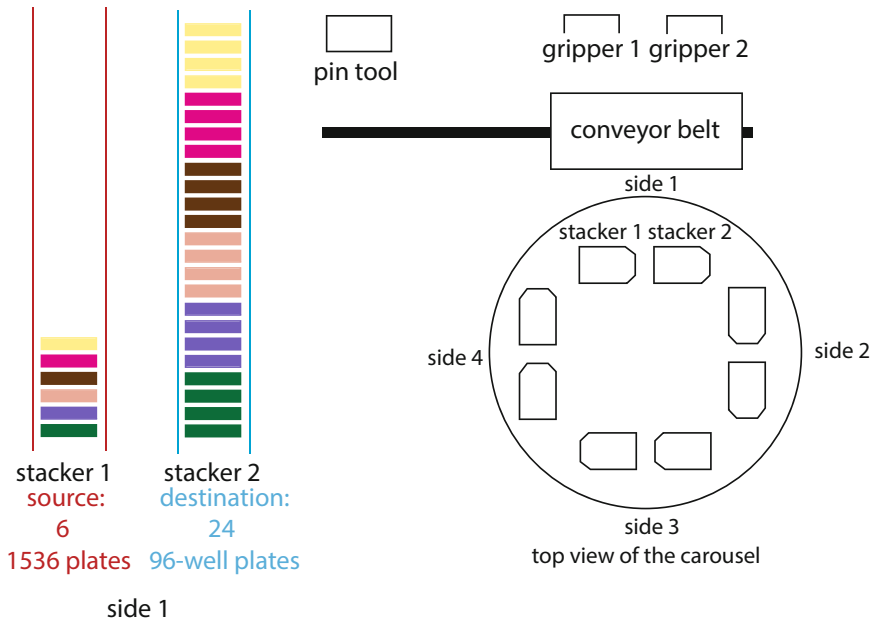 stacker 1
source:
6
1536 plates
stacker 2
destination:
24
96-well plates
side 1
pin tool
gripper 1 gripper 2
conveyor belt
side 1
stacker 1 stacker 2
side 4
side 2
side 3
top view of the carousel